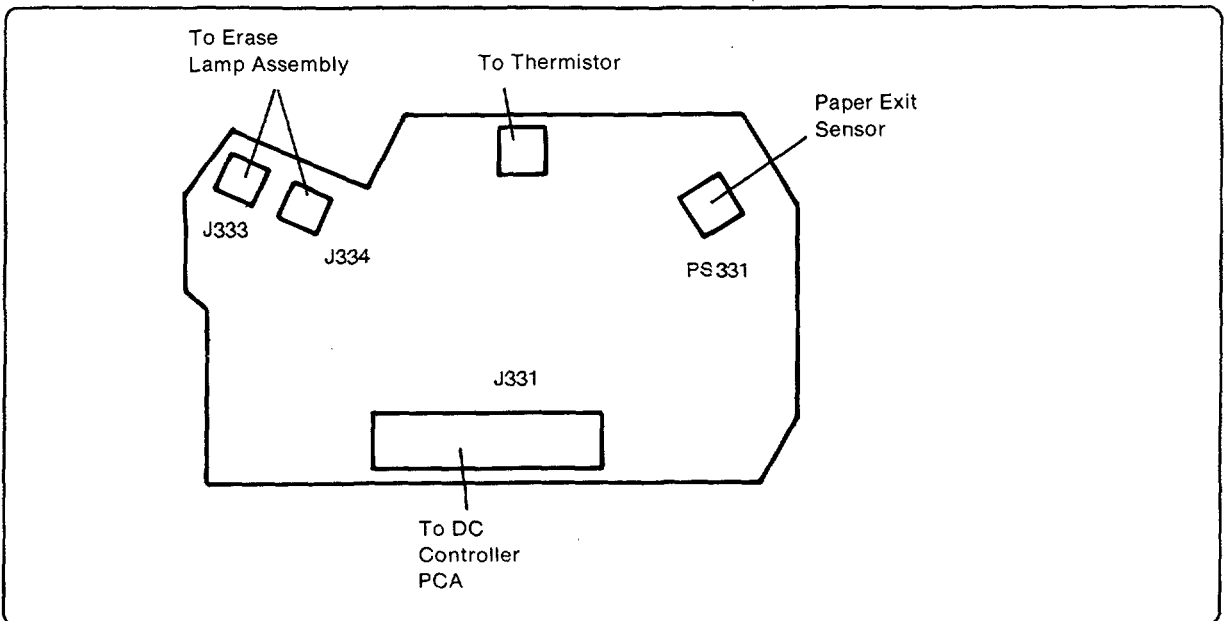 To Erase
Lamp Assembly
To Thermistor
Paper Exit
Sensor
J333
J334
PS331
J331
To DC
Controller
PCA